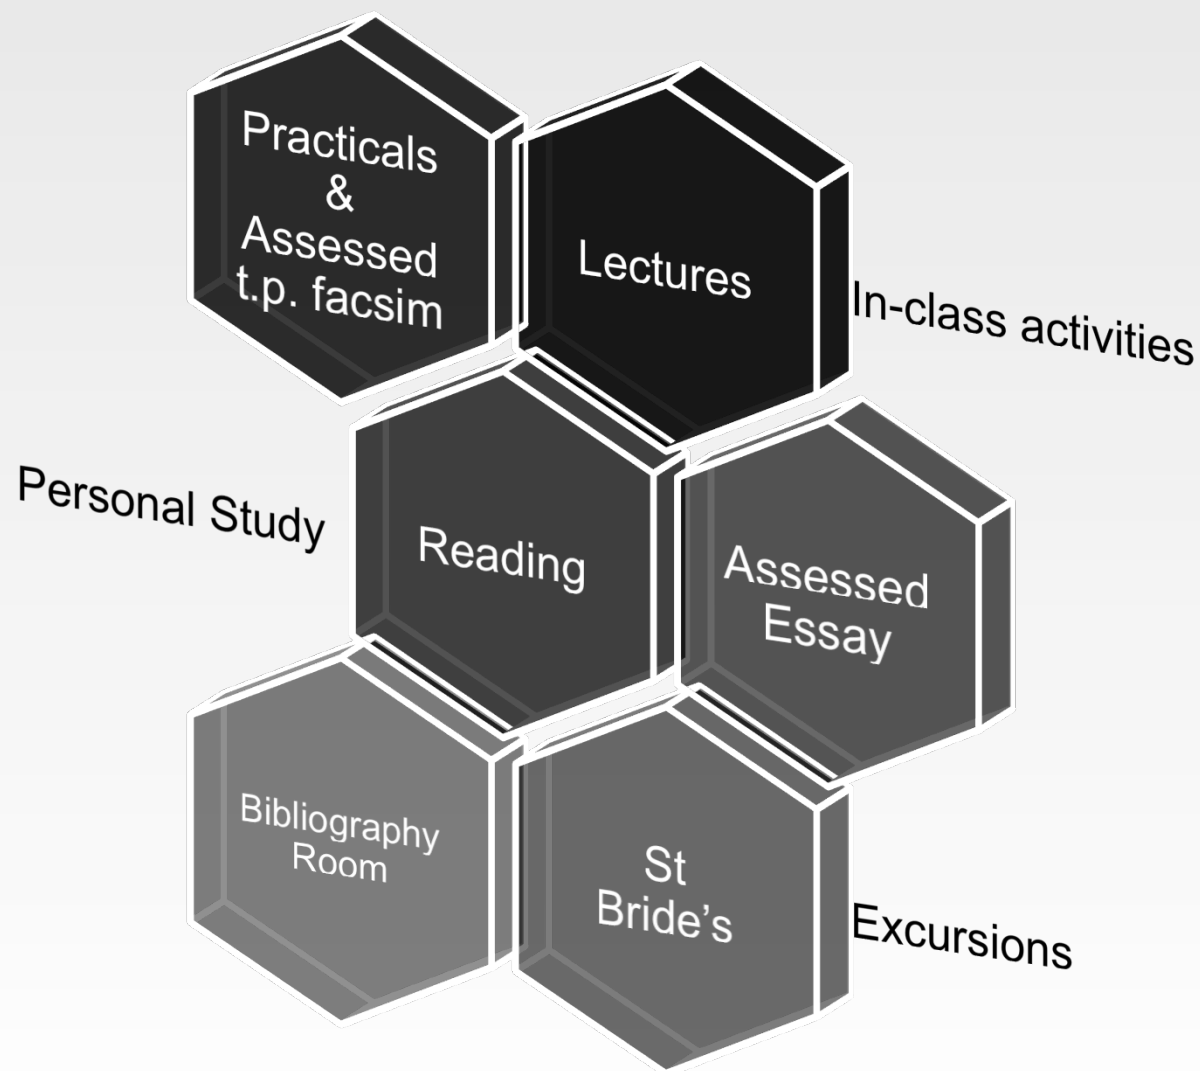 Practicals
&
Assessed
t.p. facsim
Lectures
In-class activities
Personal Study
Reading
Assessed
Essay
Bibliography
Room
St
Bride’s
Excursions